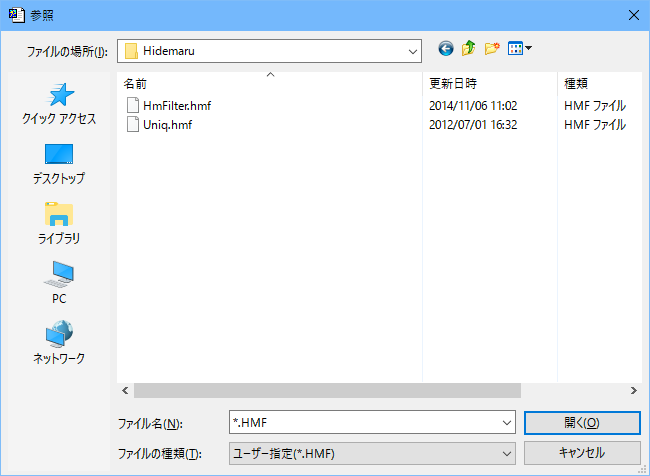 参照
ファイルの場所(I):
Hidemaru
名前
更新日時
種類
HmFilter.hmf
2014/11/06 11:02
HMF ファイル
Uniq.hmf
2012/07/01 16:32
HMF ファイル
クイック アクセス
デスクトップ
ライブラリ
PC
ネットワーク
ファイル名(N):
*.HMF
開く(O)
ファイルの種類(T):
ユーザー指定(*.HMF)
キャンセル